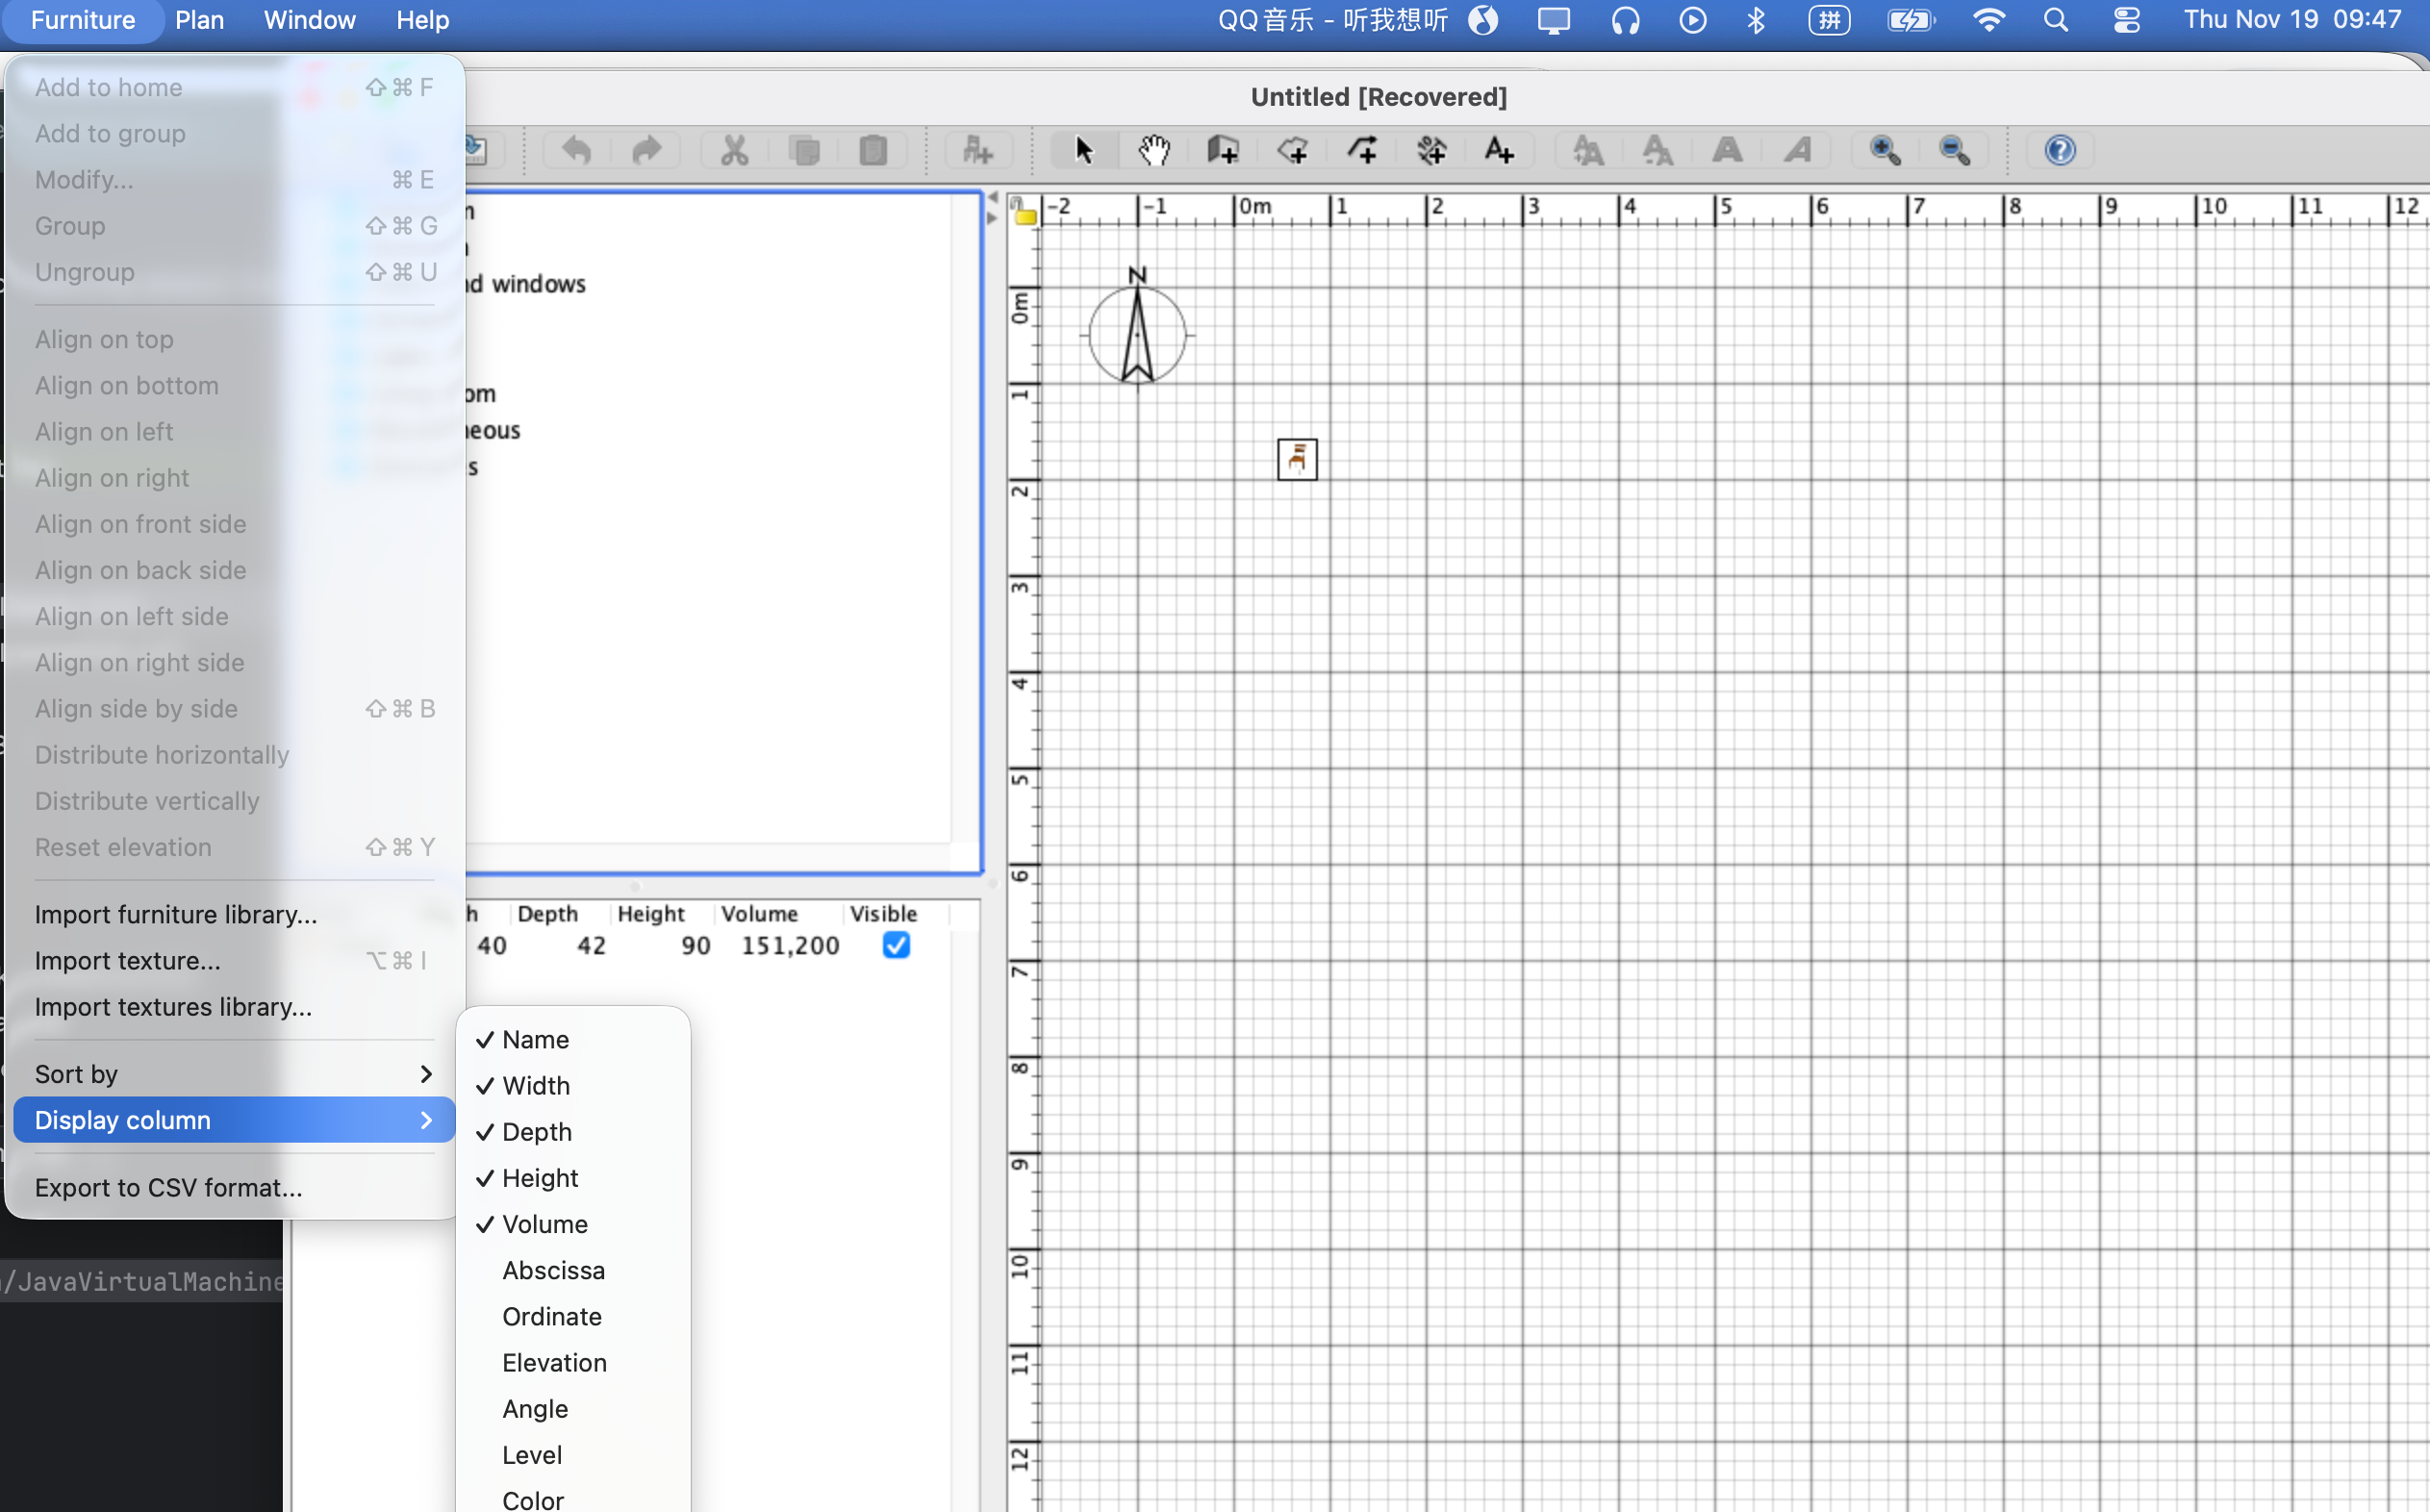 Furniture Plan Window Help QQ音乐 - 听我想听 拼 Thu Nov 19 09:47
Untitled [Recovered]
Add to home ⇧⌘F
Add to group
Modify... ⌘E
Group ⇧⌘G
Ungroup ⇧⌘U
Align on top
Align on bottom
Align on left
Align on right
Align on front side
Align on back side
Align on left side
Align on right side
Align side by side ⇧⌘B
Distribute horizontally
Distribute vertically
Reset elevation ⇧⌘Y
Import furniture library...
Import texture... ⌥⌘I
Import textures library...
Sort by
Display column
Export to CSV format...
windows
Depth Height Volume Visible
40 42 90 151,200
Name
Width
Depth
Height
Volume
Abscissa
Ordinate
Elevation
Angle
Level
Color
/JavaVirtualMachine
-2 -1 0m 1 2 3 4 5 6 7 8 9 10 11 12
N
0m
1
2
3
4
5
6
7
8
9
10
11
12